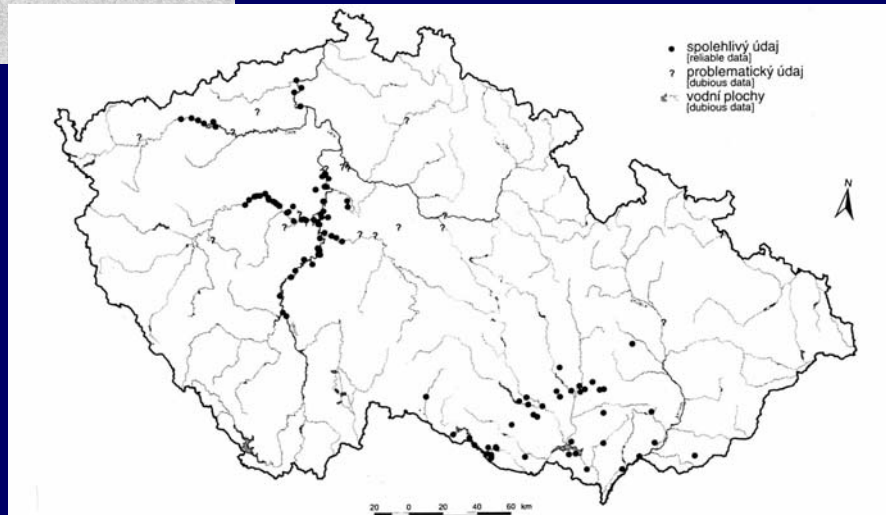 spolehlivý údaj
[reliable data]
? problematický údaj
[dubious data]
vodní plochy
[dubious data]
N
20 0 20 40 60 km